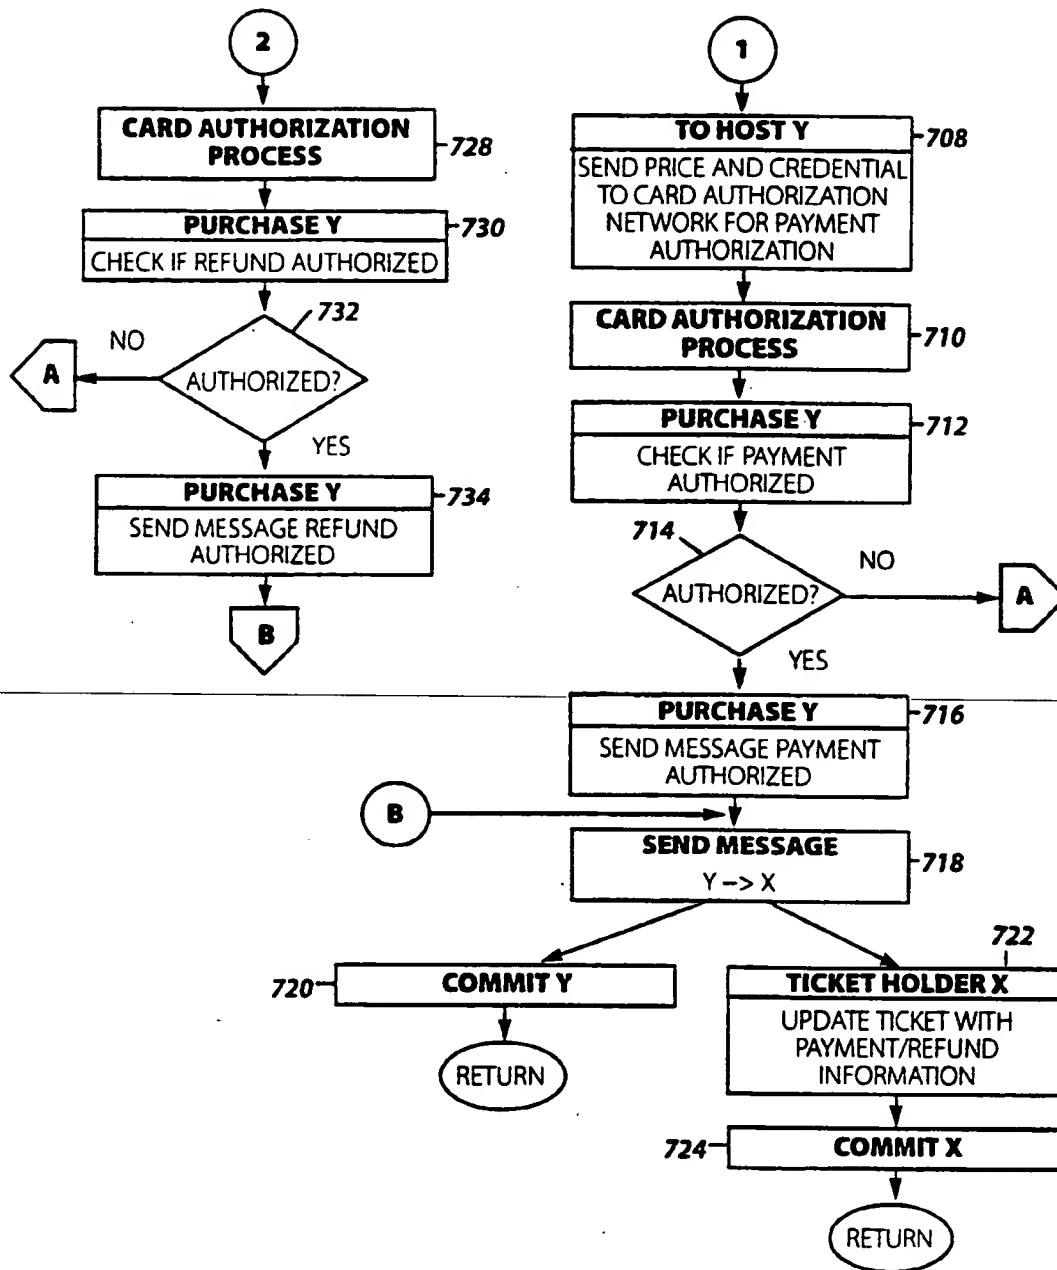 2
CARD AUTHORIZATION
PROCESS
728
PURCHASE Y
730
CHECK IF REFUND AUTHORIZED
732
NO
A
AUTHORIZED?
YES
PURCHASE Y
734
SEND MESSAGE REFUND
AUTHORIZED
B
1
TO HOST Y
708
SEND PRICE AND CREDENTIAL
TO CARD AUTHORIZATION
NETWORK FOR PAYMENT
AUTHORIZATION
CARD AUTHORIZATION
PROCESS
710
PURCHASE Y
712
CHECK IF PAYMENT
AUTHORIZED
714
NO
AUTHORIZED?
A
YES
PURCHASE Y
716
SEND MESSAGE PAYMENT
AUTHORIZED
B
SEND MESSAGE
718
Y -> X
720
COMMIT Y
RETURN
722
TICKET HOLDER X
UPDATE TICKET WITH
PAYMENT/REFUND
INFORMATION
724
COMMIT X
RETURN